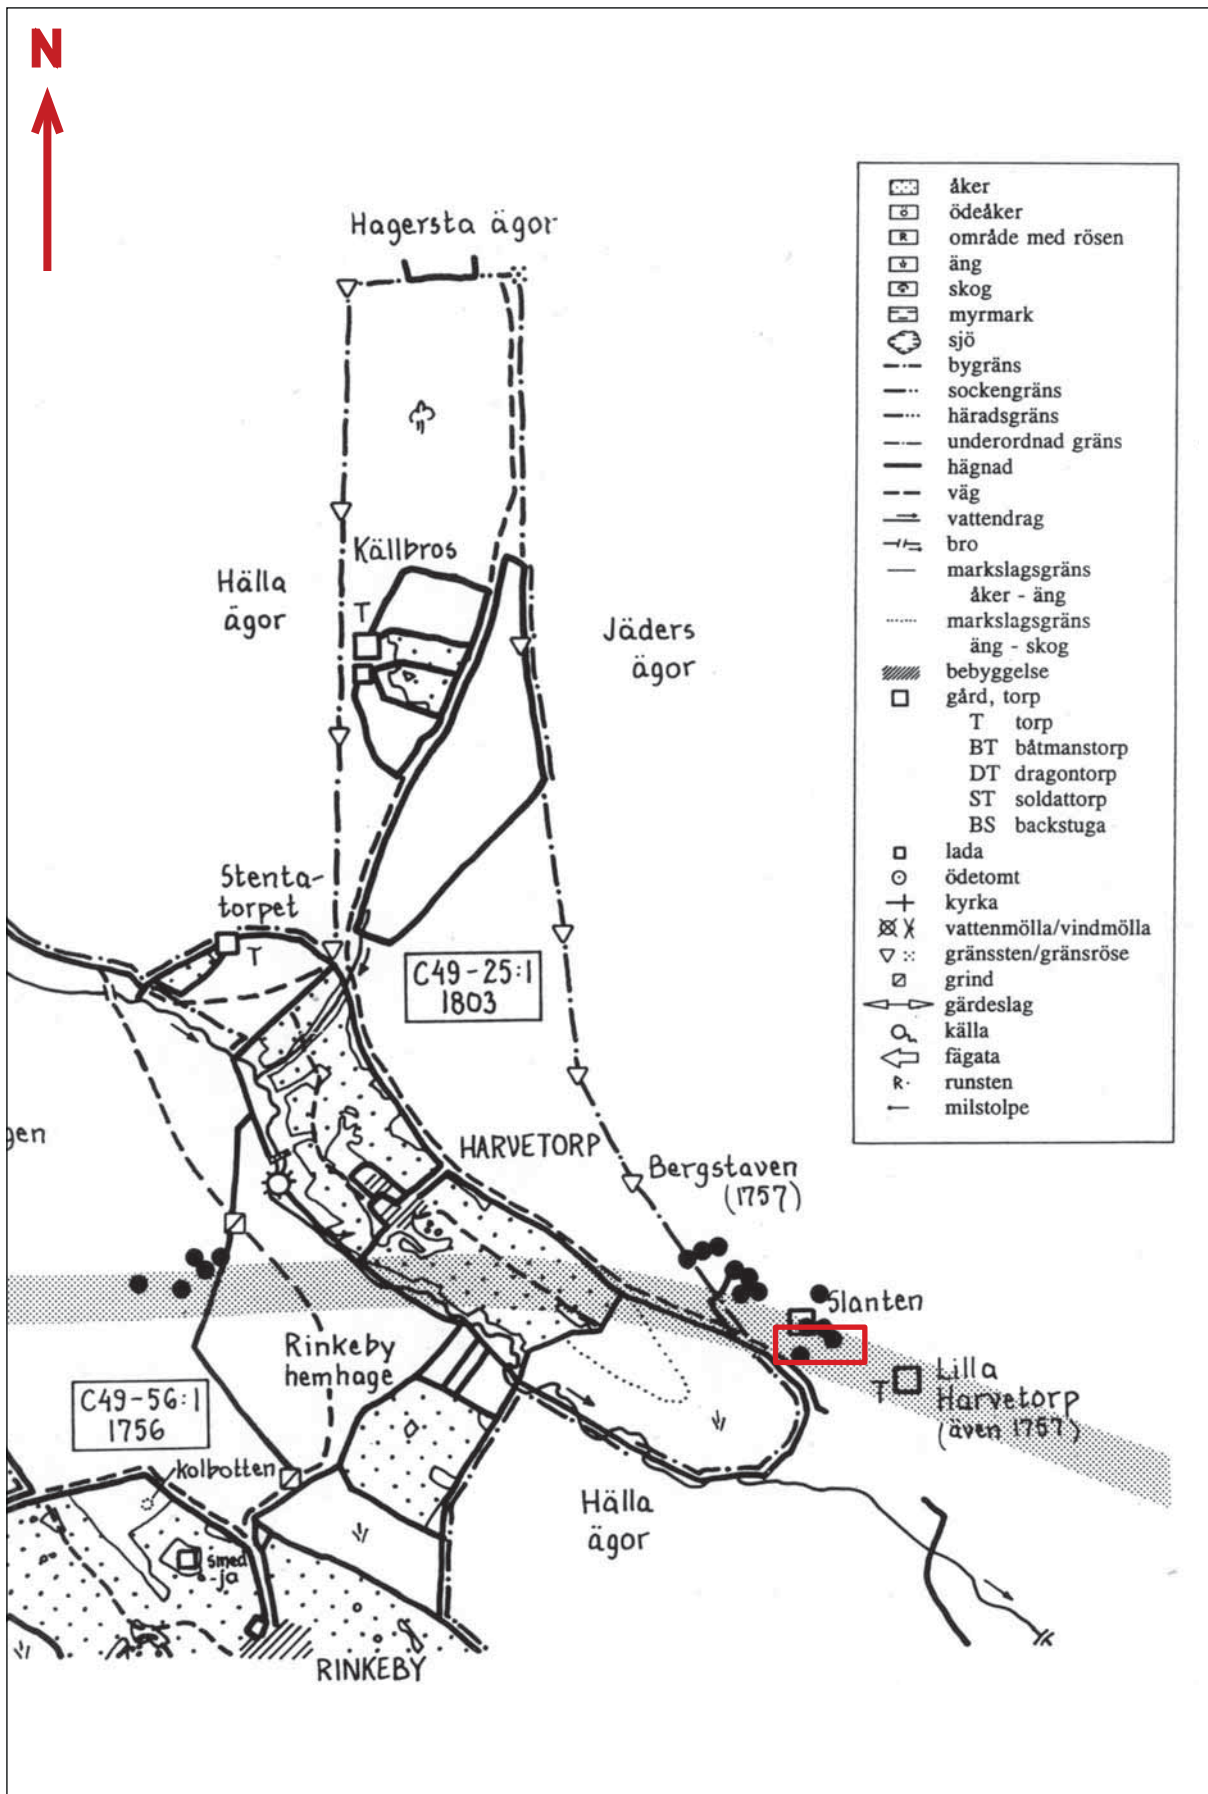 N
Hagersta ägor
Källbros
T
Hälla
ägor
Jäders
ägor
Stenta-
torpet
T
C49-25:1
1803
gen
HARVETORP
Bergstaven
(1757)
Slanten
T
Lilla
Harvetorp
(även 1757)
Rinkeby
hemhage
C49-56:1
1756
kolbotten
Hälla
ägor
smed
-ja
RINKEBY
åker
ödeåker
R område med rösen
äng
skog
myrmark
sjö
bygräns
sockengräns
häradsgräns
underordnad gräns
hägnad
väg
vattendrag
bro
markslagsgräns
åker - äng
markslagsgräns
äng - skog
bebyggelse
gård, torp
T torp
BT båtmanstorp
DT dragontorp
ST soldattorp
BS backstuga
lada
ödetomt
kyrka
vattenmölla/vindmölla
gränssten/gränsröse
grind
gärdeslag
källa
fägata
R runsten
milstolpe